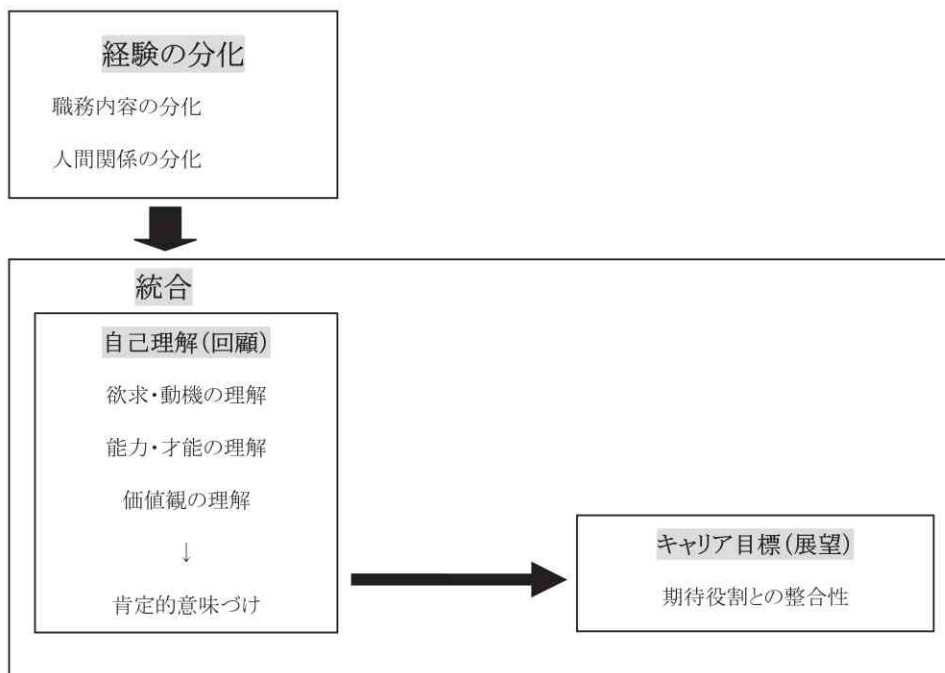 経験の分化
職務内容の分化
人間関係の分化
統合
自己理解(回顧)
欲求・動機の理解
能力・才能の理解
価値観の理解
↓
肯定的意味づけ
キャリア目標(展望)
期待役割との整合性